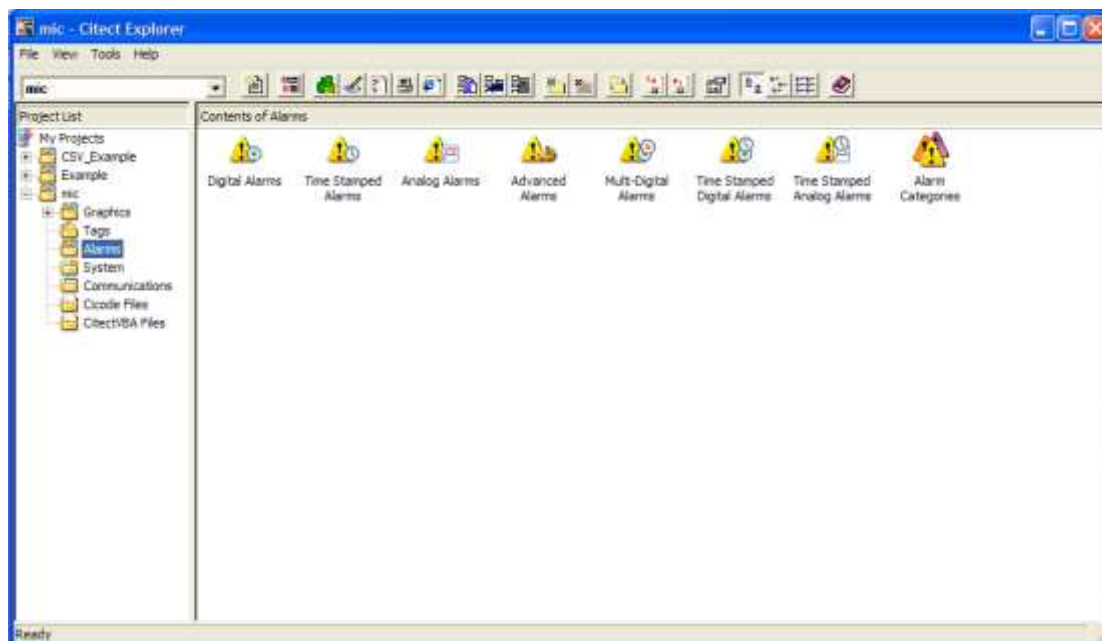 mic - Citect Explorer
File View Tools Help
mic
Project List
Contents of Alarms
My Projects
CSV_Example
Example
mic
Graphics
Tags
Alarms
System
Communications
Cicode Files
CitectVBA Files
Digital Alarms
Time Stamped
Alarms
Analog Alarms
Advanced
Alarms
Multi-Digital
Alarms
Time Stamped
Digital Alarms
Time Stamped
Analog Alarms
Alarm
Categories
Ready